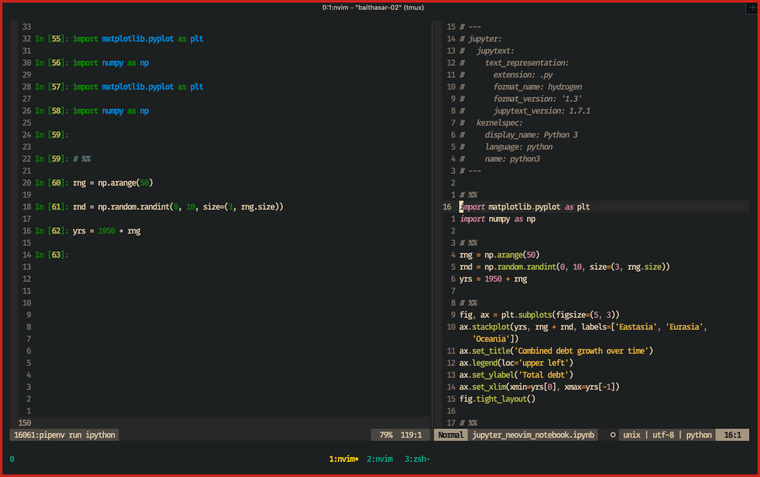 0:1:nvim - "balthasar-02" (tmux)
33
32 In [55]: import matplotlib.pyplot as plt
31
30 In [56]: import numpy as np
29
28 In [57]: import matplotlib.pyplot as plt
27
26 In [58]: import numpy as np
25
24 In [59]:
23
22 In [59]: # %%
21
20 In [60]: rng = np.arange(50)
19
18 In [61]: rnd = np.random.randint(0, 10, size=(3, rng.size))
17
16 In [62]: yrs = 1950 + rng
15
14 In [63]:
13
12
11
10
9
8
7
6
5
4
3
2
1
150
16061:pipenv run ipython 79% 119:1
15 # ---
14 # jupyter:
13 #   jupytext:
12 #     text_representation:
11 #       extension: .py
10 #       format_name: hydrogen
9 #       format_version: '1.3'
8 #       jupytext_version: 1.7.1
7 #   kernelspec:
6 #     display_name: Python 3
5 #     language: python
4 #     name: python3
3 # ---
2
1 # %%
16 import matplotlib.pyplot as plt
1 import numpy as np
2
3 # %%
4 rng = np.arange(50)
5 rnd = np.random.randint(0, 10, size=(3, rng.size))
6 yrs = 1950 + rng
7
8 # %%
9 fig, ax = plt.subplots(figsize=(5, 3))
10 ax.stackplot(yrs, rng + rnd, labels=['Eastasia', 'Eurasia',
'Oceania'])
11 ax.set_title('Combined debt growth over time')
12 ax.legend(loc='upper left')
13 ax.set_ylabel('Total debt')
14 ax.set_xlim(xmin=yrs[0], xmax=yrs[-1])
15 fig.tight_layout()
16
17 # %%
Normal jupyter_neovim_notebook.ipynb unix | utf-8 | python 16:1
0 1:nvim* 2:nvim 3:zsh-